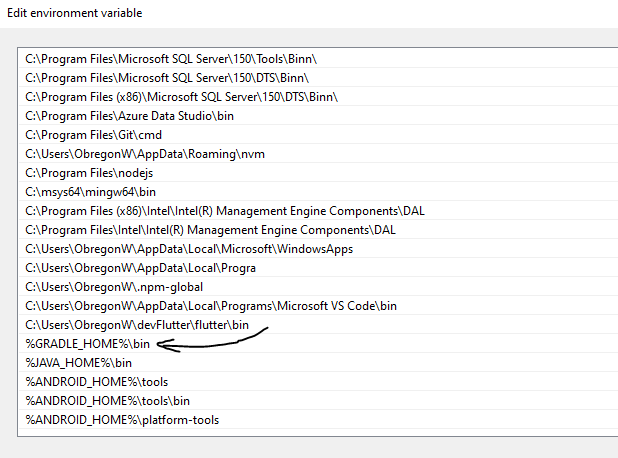 Edit environment variable
C:\Program Files\Microsoft SQL Server\150\Tools\Binn\
C:\Program Files\Microsoft SQL Server\150\DTS\Binn\
C:\Program Files (x86)\Microsoft SQL Server\150\DTS\Binn\
C:\Program Files\Azure Data Studio\bin
C:\Program Files\Git\cmd
C:\Users\ObregonW\AppData\Roaming\nvm
C:\Program Files\nodejs
C:\msys64\mingw64\bin
C:\Program Files (x86)\Intel\Intel(R) Management Engine Components\DAL
C:\Program Files\Intel\Intel(R) Management Engine Components\DAL
C:\Users\ObregonW\AppData\Local\Microsoft\WindowsApps
C:\Users\ObregonW\AppData\Local\Progra
C:\Users\ObregonW\.npm-global
C:\Users\ObregonW\AppData\Local\Programs\Microsoft VS Code\bin
C:\Users\ObregonW\devFlutter\flutter\bin
%GRADLE_HOME%\bin
%JAVA_HOME%\bin
%ANDROID_HOME%\tools
%ANDROID_HOME%\tools\bin
%ANDROID_HOME%\platform-tools